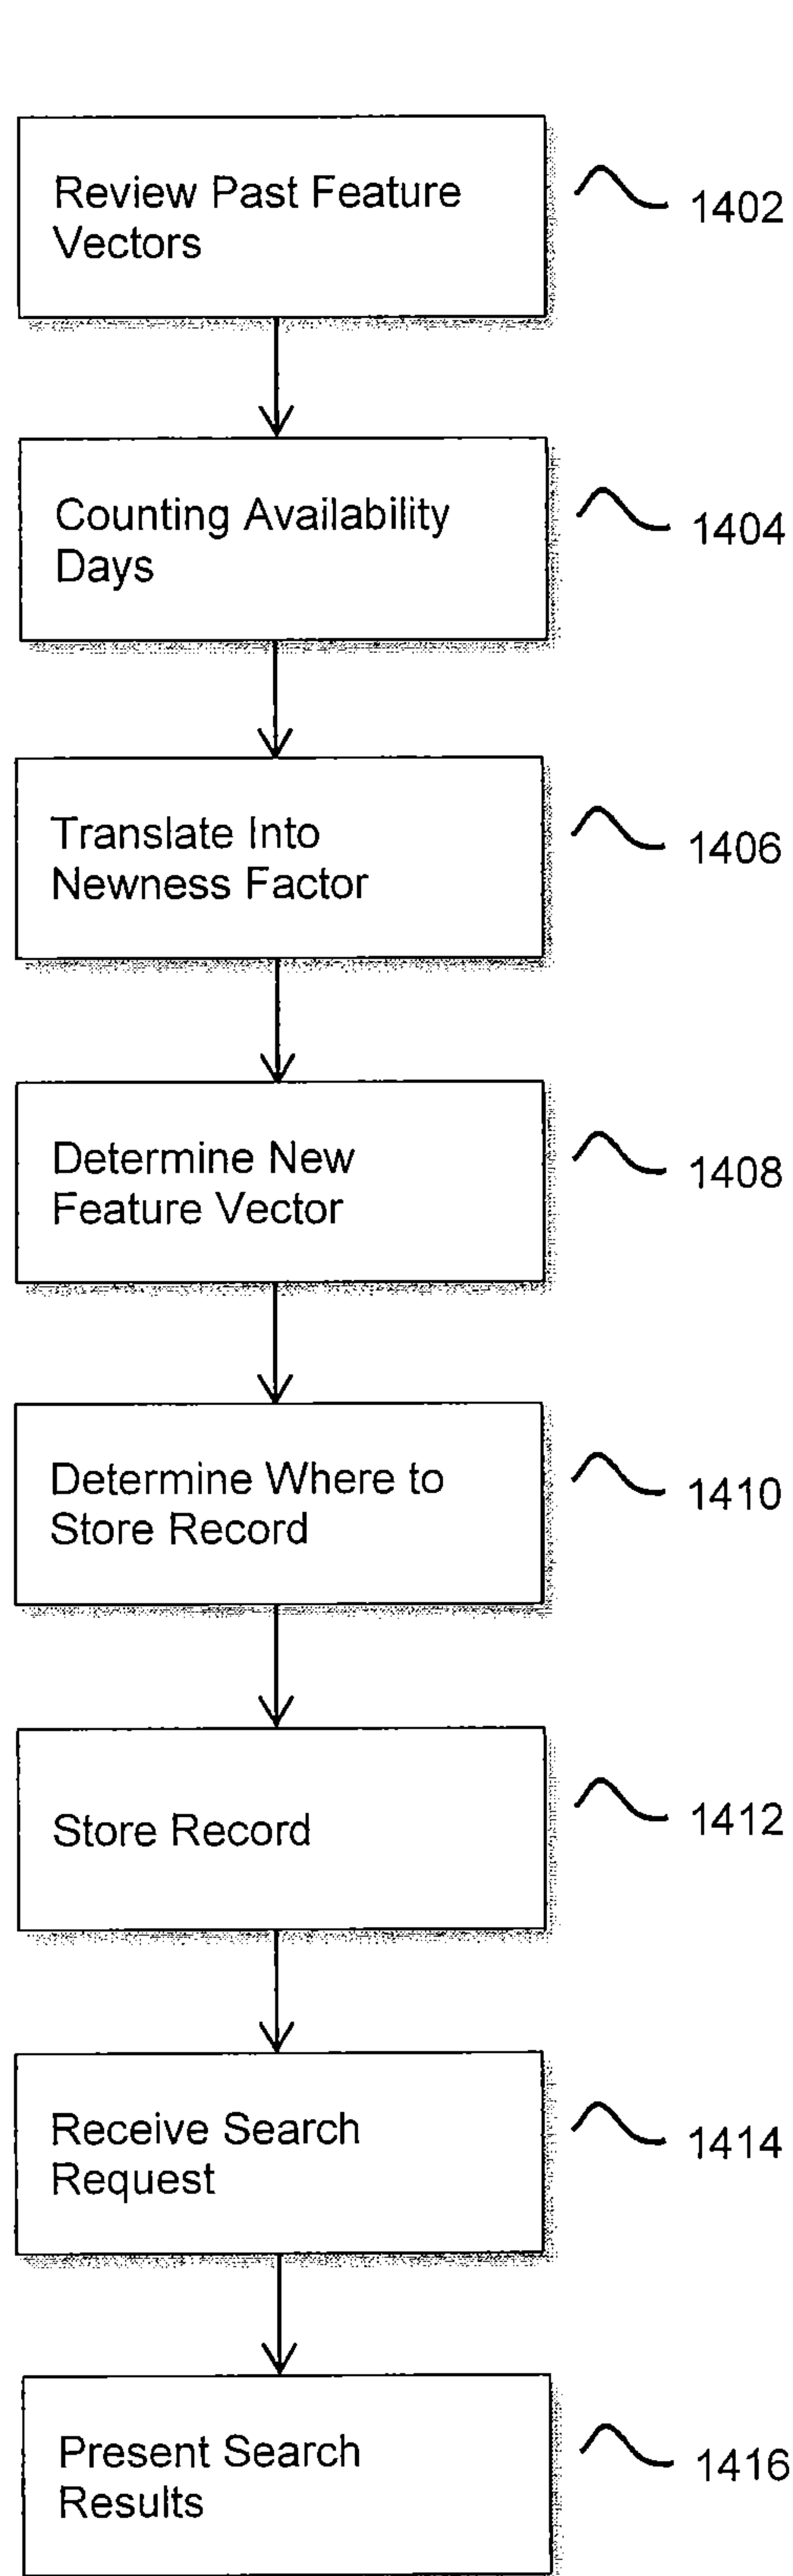 Review Past Feature
Vectors
1402
Counting Availability
Days
1404
Translate Into
Newness Factor
1406
Determine New
Feature Vector
1408
Determine Where to
Store Record
1410
Store Record
1412
Receive Search
Request
1414
Present Search
Results
1416